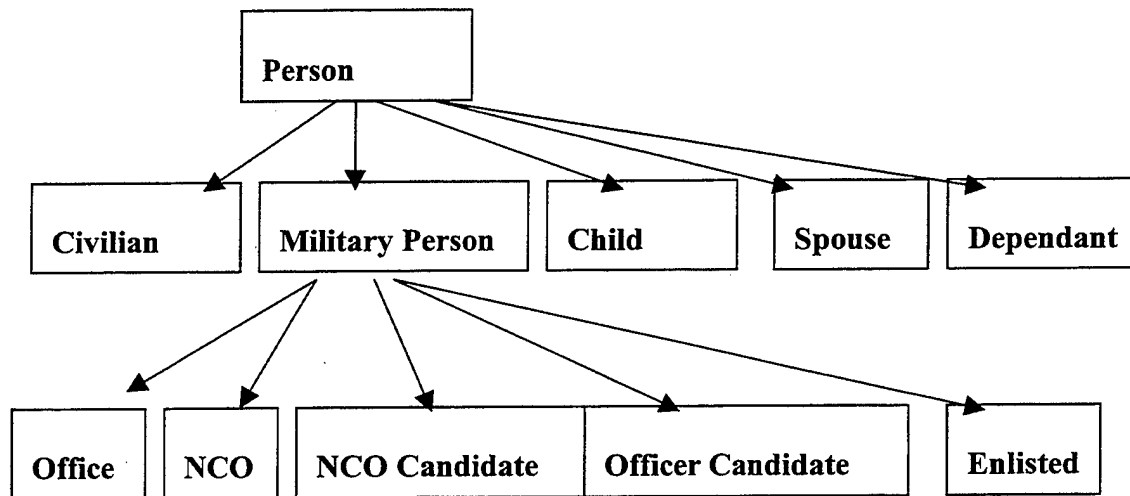 Person
Civilian Military Person Child Spouse Dependant
Office NCO NCO Candidate Officer Candidate Enlisted